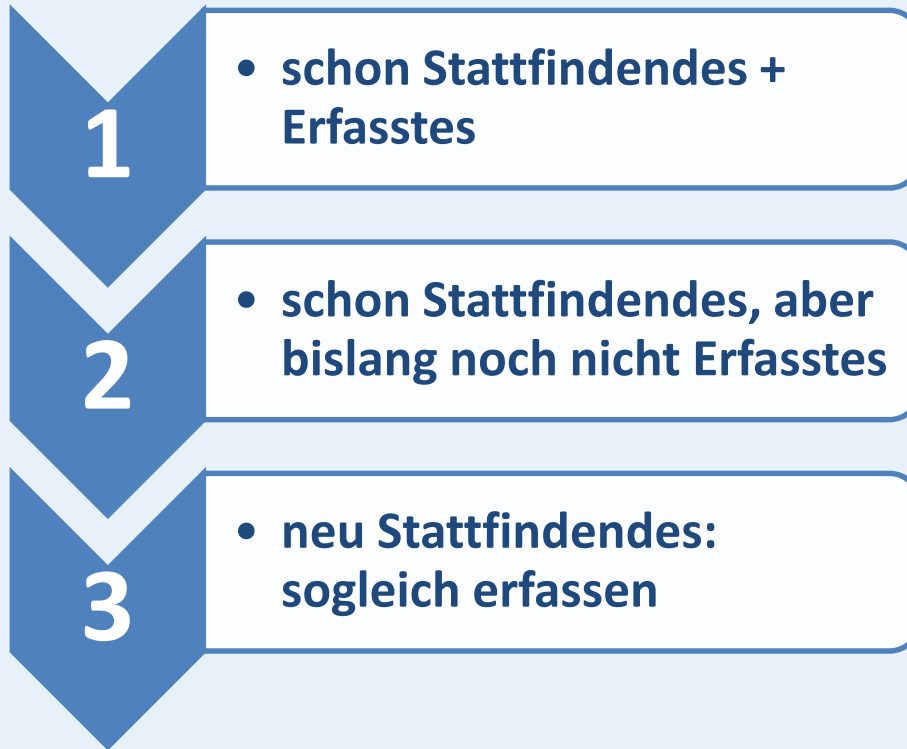 1
• schon Stattfindendes +
Erfasstes
2
• schon Stattfindendes, aber
bislang noch nicht Erfasstes
3
• neu Stattfindendes:
sogleich erfassen